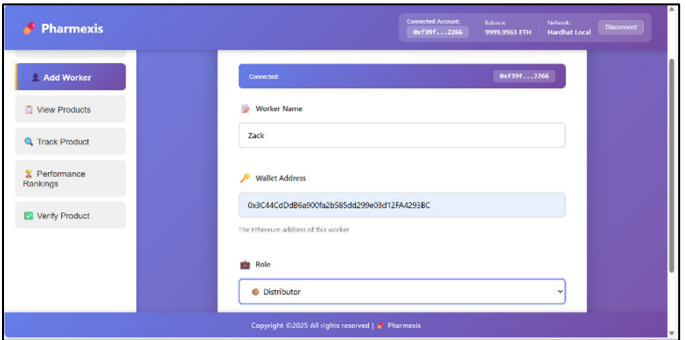 Pharmexis
Connected Account:
0xf39f...2266
Balance:
9999.9963 ETH
Network:
Hardhat Local
Disconnect
Add Worker
View Products
Track Product
Performance
Rankings
Verify Product
Connected:
0xf39f...2266
Worker Name
Zack
Wallet Address
0x3C44CdDdB6a900fa2b585dd299e03d12FA4293BC
The Ethereum address of this worker
Role
Distributor
Copyright ©2025 All rights reserved | Pharmexis